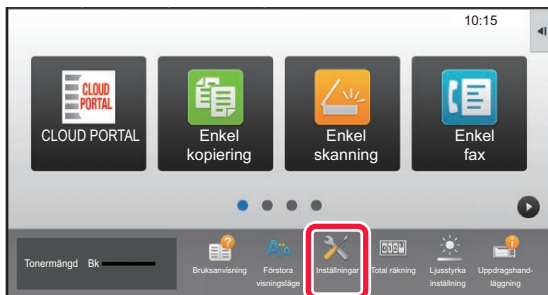 10:15
CLOUD
PORTAL
CLOUD PORTAL
Enkel
kopiering
Enkel
skanning
Enkel
fax
Tonermängd Bk
Bruksanvisning
Förstora
visningsläge
Inställningar
Total räkning
Ljusstyrka
inställning
Uppdragshand-
läggning